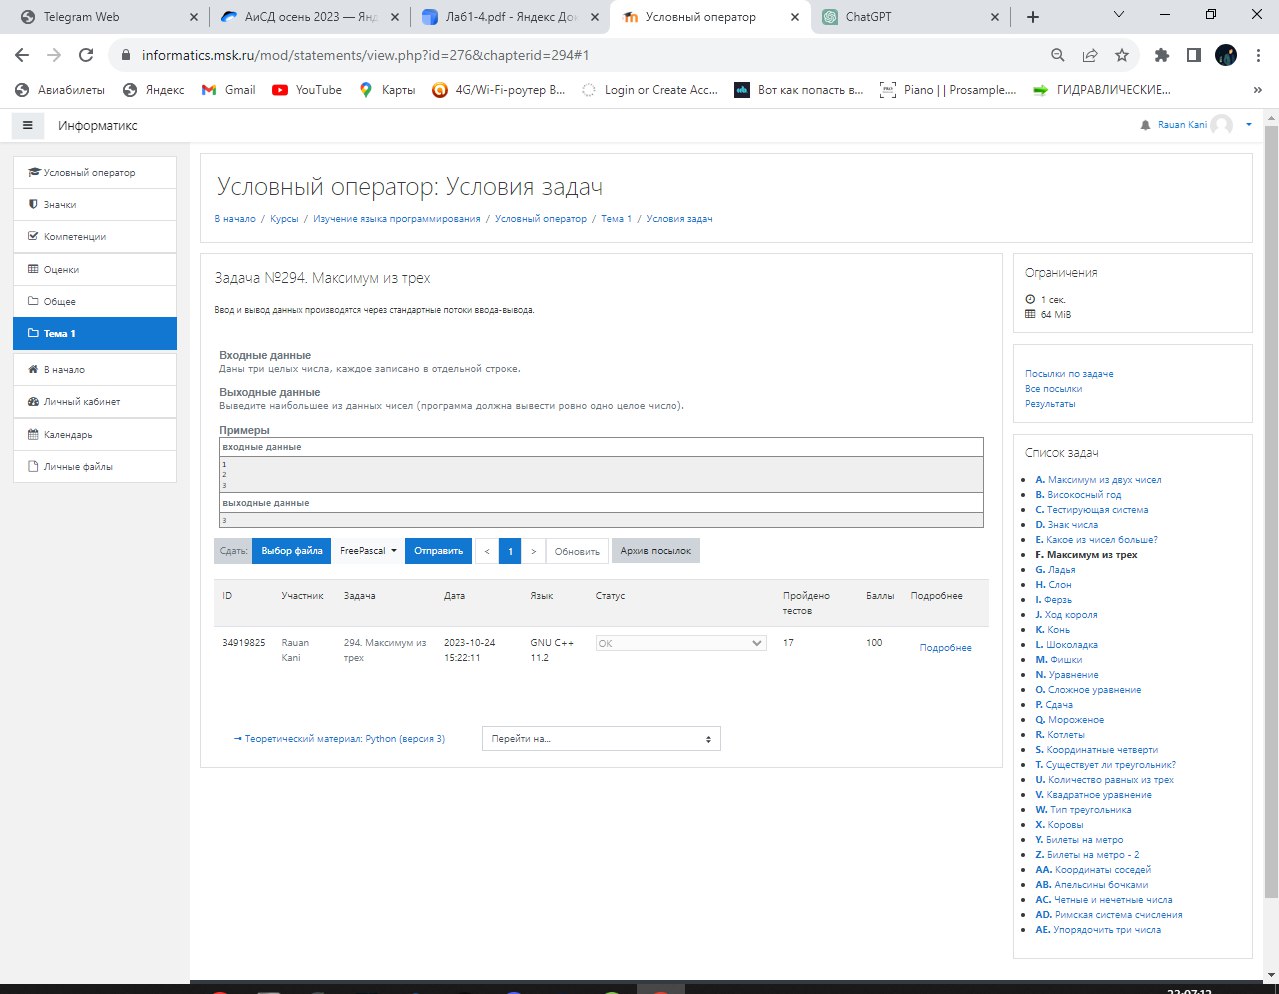 Telegram Web
АиСД осень 2023 — Янд
Лаб1-4.pdf - Яндекс Док
Условный оператор
ChatGPT
informatics.msk.ru/mod/statements/view.php?id=276&chapterid=294#1
Авиабилеты
Яндекс
Gmail
YouTube
Карты
4G/Wi-Fi-роутер B...
Login or Create Acc...
Вот как попасть в...
Piano | | Prosample....
ГИДРАВЛИЧЕСКИЕ...
»
Информатикс
Rauan Kani
Условный оператор
Значки
Компетенции
Оценки
Общее
Тема 1
В начало
Личный кабинет
Календарь
Личные файлы
Условный оператор: Условия задач
В начало / Курсы / Изучение языка программирования / Условный оператор / Тема 1 / Условия задач
Задача №294. Максимум из трех
Ввод и вывод данных производятся через стандартные потоки ввода-вывода.
Входные данные
Даны три целых числа, каждое записано в отдельной строке.
Выходные данные
Выведите наибольшее из данных чисел (программа должна вывести ровно одно целое число).
Примеры
входные данные
1
2
3
выходные данные
3
Сдать: Выбор файла FreePascal Отправить < 1 > Обновить Архив посылок
ID Участник Задача Дата Язык Статус Пройдено тестов Баллы Подробнее
34919825 Rauan Kani 294. Максимум из трех 2023-10-24 15:22:11 GNU C++ 11.2 OK 17 100 Подробнее
→ Теоретический материал: Python (версия 3)
Перейти на...
Ограничения
1 сек.
64 MiB
Посылки по задаче
Все посылки
Результаты
Список задач
A. Максимум из двух чисел
B. Високосный год
C. Тестирующая система
D. Знак числа
E. Какое из чисел больше?
F. Максимум из трех
G. Ладья
H. Слон
I. Ферзь
J. Ход короля
K. Конь
L. Шоколадка
M. Фишки
N. Уравнение
O. Сложное уравнение
P. Сдача
Q. Мороженое
R. Котлеты
S. Координатные четверти
T. Существует ли треугольник?
U. Количество равных из трех
V. Квадратное уравнение
W. Тип треугольника
X. Коровы
Y. Билеты на метро
Z. Билеты на метро - 2
AA. Координаты соседей
AB. Апельсины бочками
AC. Четные и нечетные числа
AD. Римская система счисления
AE. Упорядочить три числа